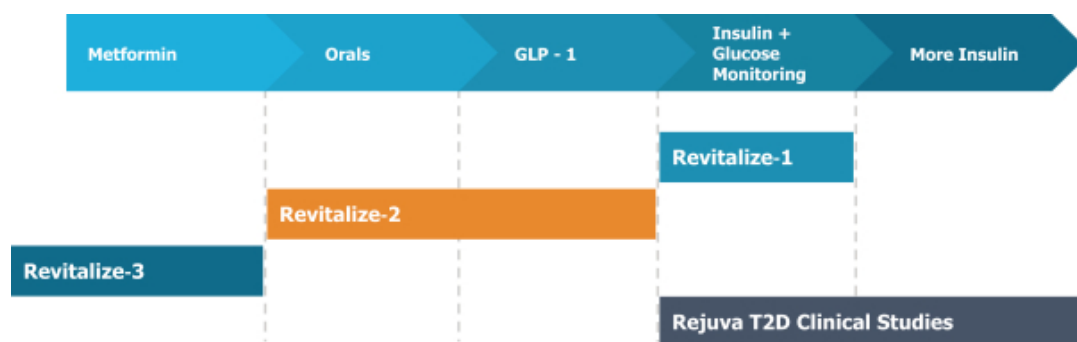 Metformin
Orals
GLP - 1
Insulin +
Glucose
Monitoring
More Insulin
Revitalize-1
Revitalize-2
Revitalize-3
Rejuva T2D Clinical Studies